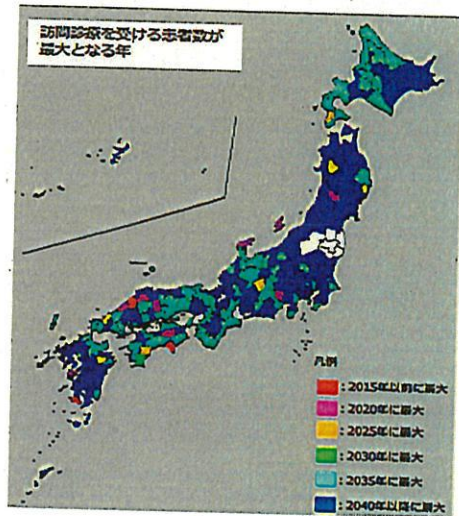 訪問診療を受ける患者数が
最大となる年
凡例
：2015年以前に最大
：2020年に最大
：2025年に最大
：2030年に最大
：2035年に最大
：2040年以降に最大